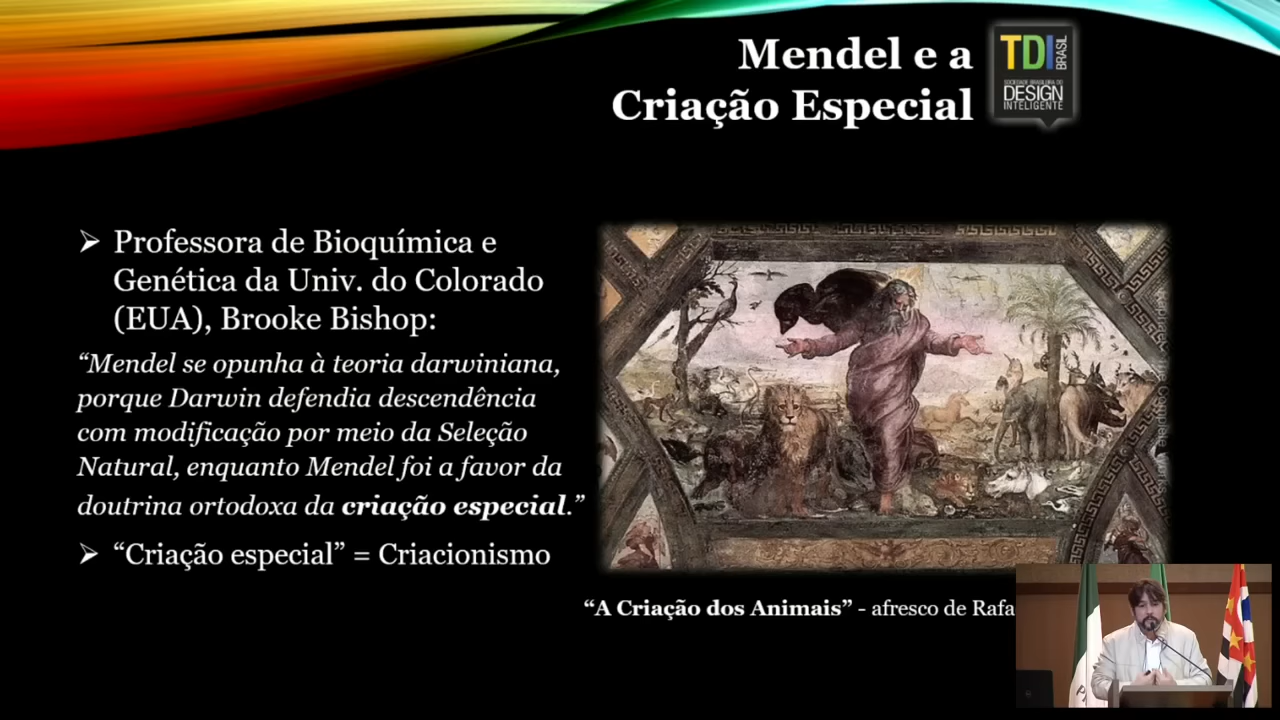 Mendel e a
Criação Especial
TDI
BRASIL
SOCIEDADE BRASILEIRA DO
DESIGN
INTELIGENTE
➢ Professora de Bioquímica e
Genética da Univ. do Colorado
(EUA), Brooke Bishop:
“Mendel se opunha à teoria darwiniana,
porque Darwin defendia descendência
com modificação por meio da Seleção
Natural, enquanto Mendel foi a favor da
doutrina ortodoxa da criação especial.”
➢ “Criação especial” = Criacionismo
“A Criação dos Animais” - afresco de Rafa